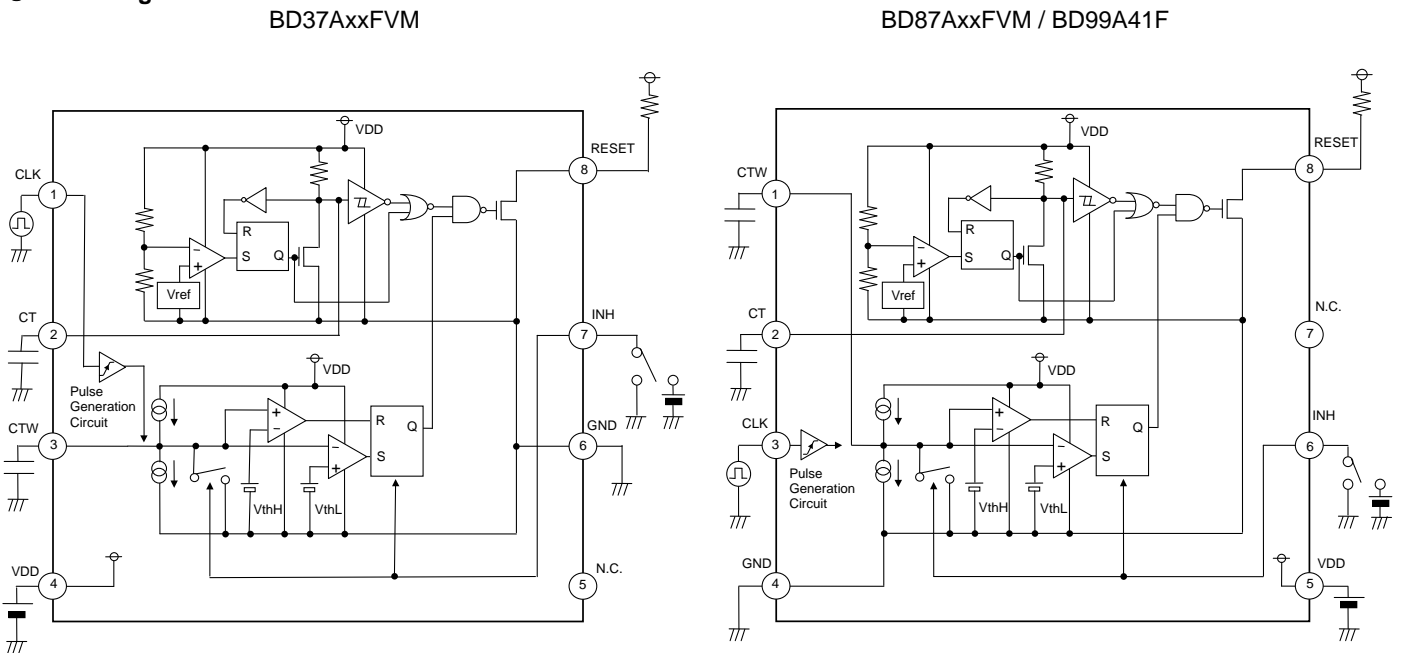 BD37AxxFVM
CLK
1
CT
2
Pulse
Generation
Circuit
CTW
3
VDD
4
VDD
R
S
Q
Vref
VDD
R
S
Q
VthH
VthL
RESET
8
INH
7
GND
6
N.C.
5
BD87AxxFVM / BD99A41F
CTW
1
CT
2
CLK
3
Pulse
Generation
Circuit
GND
4
VDD
R
S
Q
Vref
VDD
R
S
Q
VthH
VthL
RESET
8
N.C.
7
INH
6
VDD
5